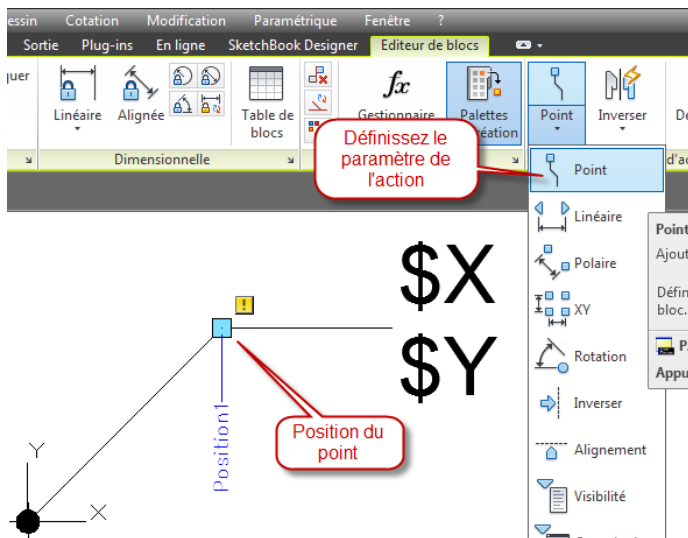 essin Cotation Modification Paramétrique Fenêtre ?
Sortie Plug-ins En ligne SketchBook Designer Editeur de blocs
quer
Linéaire Alignée Table de blocs
fx
Gestionnaire
Palettes
création
Point Inverser Dé
Dimensionnelle
d'ac
Définissez le
paramètre de
l'action
Point
Linéaire
Polaire
XY
Rotation
Inverser
Alignement
Visibilité
Point
Ajout
Défin
bloc.
P
Appu
$X
$Y
!
Position1
Position du
point
Y
X